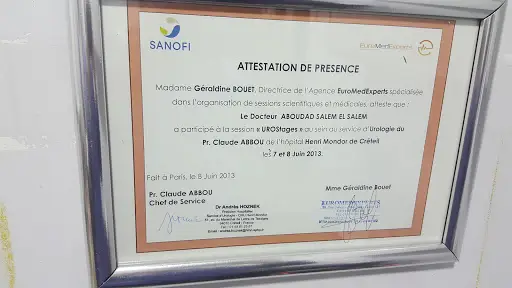 SANOFI
EuroMedExperts
ATTESTATION DE PRESENCE
Madame Géraldine BOUET, Directrice de l'Agence EuroMedExperts spécialisée
dans l'organisation de sessions scientifiques et médicales, atteste que :
Le Docteur ABOUDAD SALEM EL SALEM
a participé à la session « UROStages » au sein du service d'Urologie du
Pr. Claude ABBOU de l'hôpital Henri Mondor de Créteil
les 7 et 8 Juin 2013.
Fait à Paris, le 8 Juin 2013
Pr. Claude ABBOU
Chef de Service
Dr Andràs HOZNEK
Mme Géraldine Bouet
EUROMEDEXPERTS